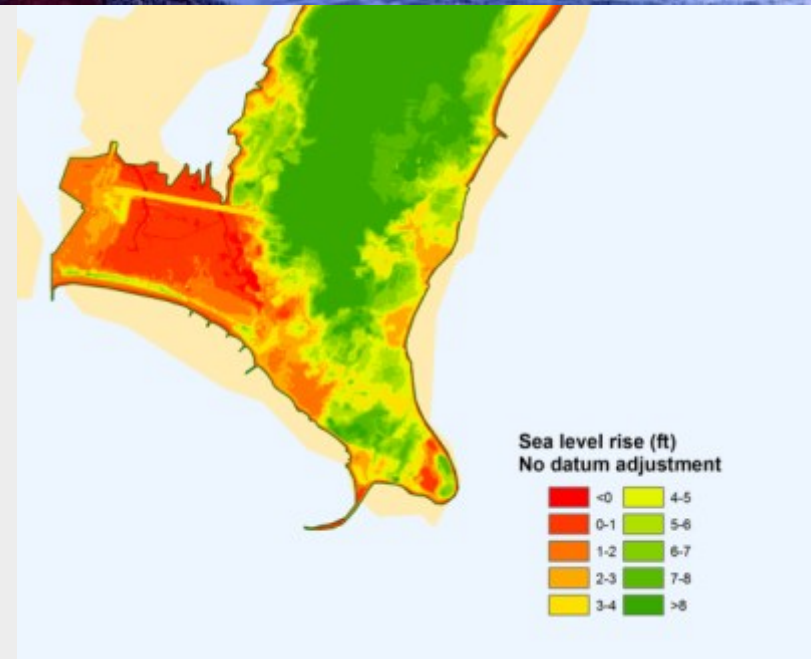 Sea level rise (ft)
No datum adjustment
<0 4-5
0-1 5-6
1-2 6-7
2-3 7-8
3-4 >8